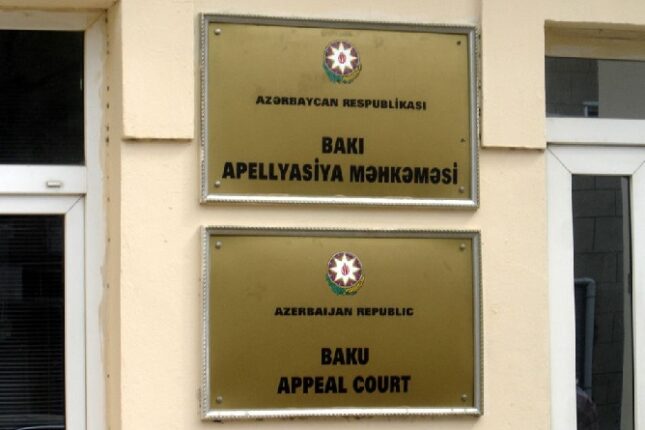 AZƏRBAYCAN RESPUBLİKASI
BAKI
APELLYASİYA MƏHKƏMƏSİ
AZERBAIJAN REPUBLIC
BAKU
APPEAL COURT